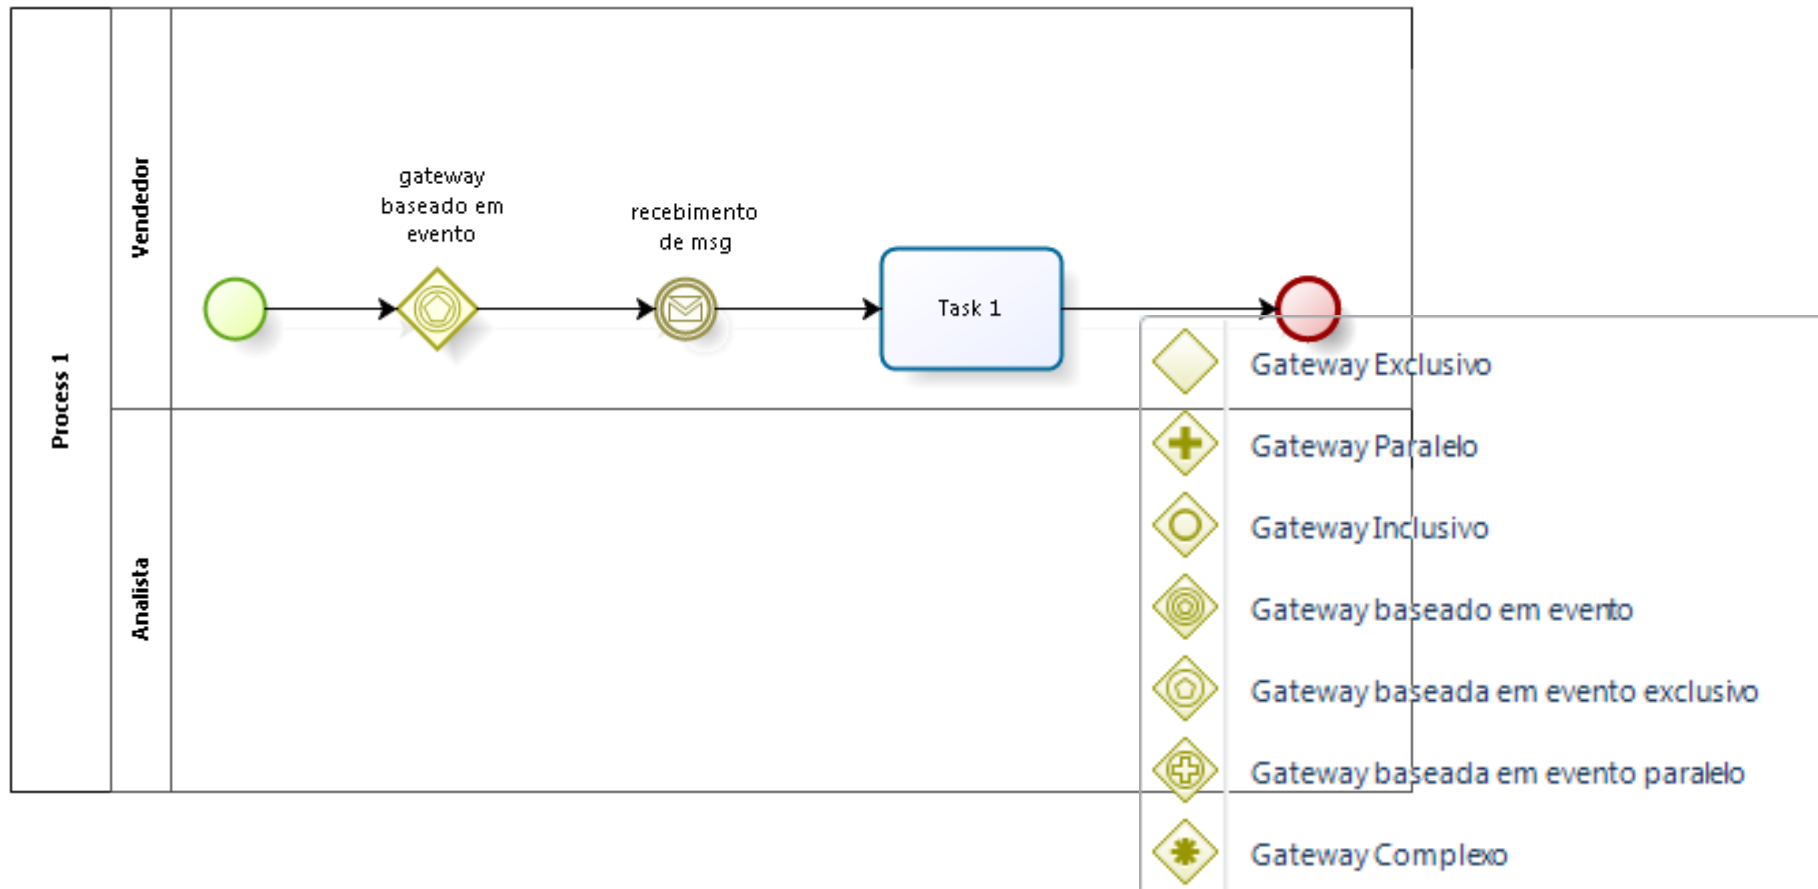 Process 1
Vendedor
gateway
baseado em
evento
recebimento
de msg
Task 1
Analista
Gateway Exclusivo
Gateway Paralelo
Gateway Inclusivo
Gateway baseado em evento
Gateway baseada em evento exclusivo
Gateway baseada em evento paralelo
Gateway Complexo